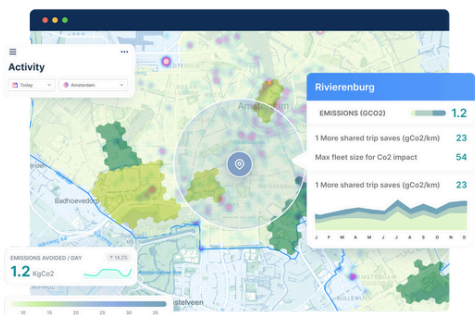 Activity
Today
Amsterdam
Amsterdam
Badhoevedorp
Rivierenburg
EMISSIONS (GCO2) 1.2
1 More shared trip saves (gCo2/km) 23
Max fleet size for Co2 impact 54
1 More shared trip saves (gCo2/km) 23
J F M A M J J A S O N D
EMISSIONS AVOIDED / DAY 14.2%
1.2 KgCo2
stelveen
10 15 20 25 30 35